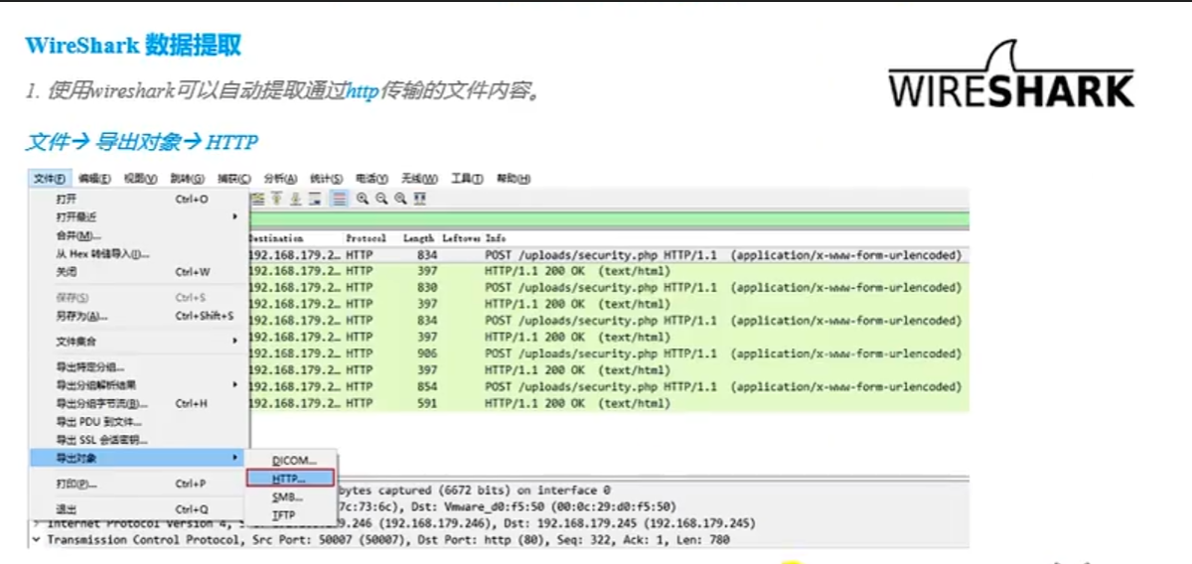 WireShark 数据提取
WIRESHARK
1. 使用wireshark可以自动提取通过http传输的文件内容。
文件→ 导出对象→ HTTP
文件(F) 编辑(E) 视图(V) 跳转(G) 捕获(C) 分析(A) 统计(S) 电话(Y) 无线(W) 工具(T) 帮助(H)
打开 Ctrl+O
打开最近
合并(M)...
从 Hex 转储导入(I)...
关闭 Ctrl+W
保存(S) Ctrl+S
另存为(A)... Ctrl+Shift+S
文件集合
导出特定分组...
导出分组解析结果
导出分组字节流(B)... Ctrl+H
导出 PDU 到文件...
导出 SSL 会话密钥...
导出对象
打印(P)... Ctrl+P
退出 Ctrl+Q
DICOM...
HTTP...
SMB...
TFTP
Destination Protocol Length Leftover Info
192.168.179.2… HTTP 834 POST /uploads/security.php HTTP/1.1 (application/x-www-form-urlencoded)
192.168.179.2… HTTP 397 HTTP/1.1 200 OK (text/html)
192.168.179.2… HTTP 830 POST /uploads/security.php HTTP/1.1 (application/x-www-form-urlencoded)
192.168.179.2… HTTP 397 HTTP/1.1 200 OK (text/html)
192.168.179.2… HTTP 834 POST /uploads/security.php HTTP/1.1 (application/x-www-form-urlencoded)
192.168.179.2… HTTP 397 HTTP/1.1 200 OK (text/html)
192.168.179.2… HTTP 906 POST /uploads/security.php HTTP/1.1 (application/x-www-form-urlencoded)
192.168.179.2… HTTP 397 HTTP/1.1 200 OK (text/html)
192.168.179.2… HTTP 854 POST /uploads/security.php HTTP/1.1 (application/x-www-form-urlencoded)
192.168.179.2… HTTP 591 HTTP/1.1 200 OK (text/html)
bytes captured (6672 bits) on interface 0
7c:73:6c), Dst: Vmware_d0:f5:50 (00:0c:29:d0:f5:50)
Internet Protocol Version 4, S 79.246 (192.168.179.246), Dst: 192.168.179.245 (192.168.179.245)
Transmission Control Protocol, Src Port: 50007 (50007), Dst Port: http (80), Seq: 322, Ack: 1, Len: 780